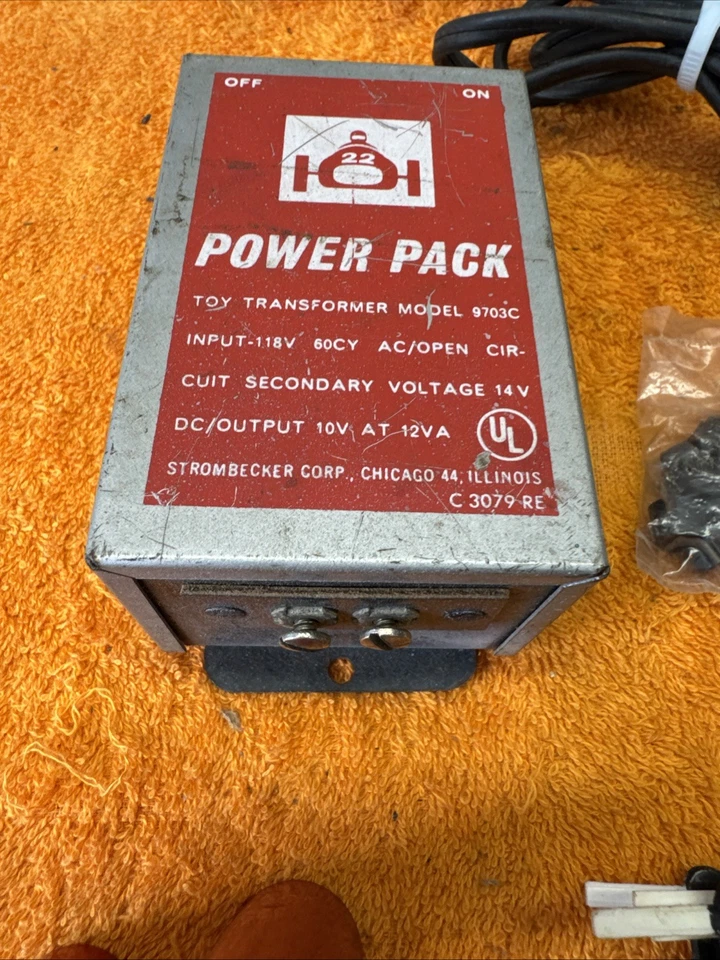 OFF ON
22
POWER PACK
TOY TRANSFORMER MODEL 9703C
INPUT-118V 60CY AC/OPEN CIR-
CUIT SECONDARY VOLTAGE 14V
DC/OUTPUT 10V AT 12VA
UL
STROMBECKER CORP., CHICAGO 44, ILLINOIS
C 3079 RE